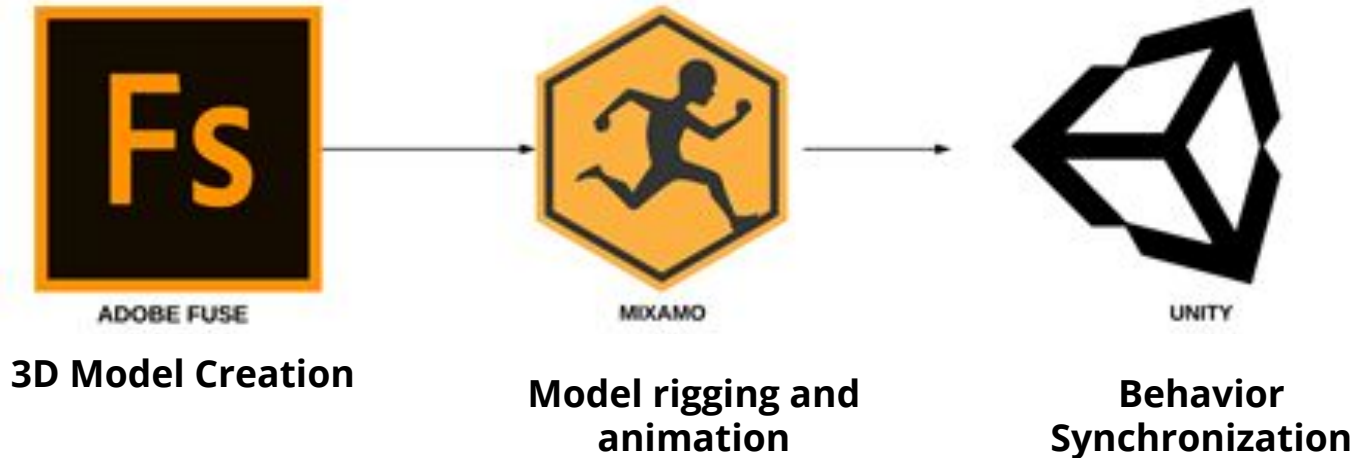 Fs
ADOBE FUSE
MIXAMO
UNITY
3D Model Creation
Model rigging and
animation
Behavior
Synchronization